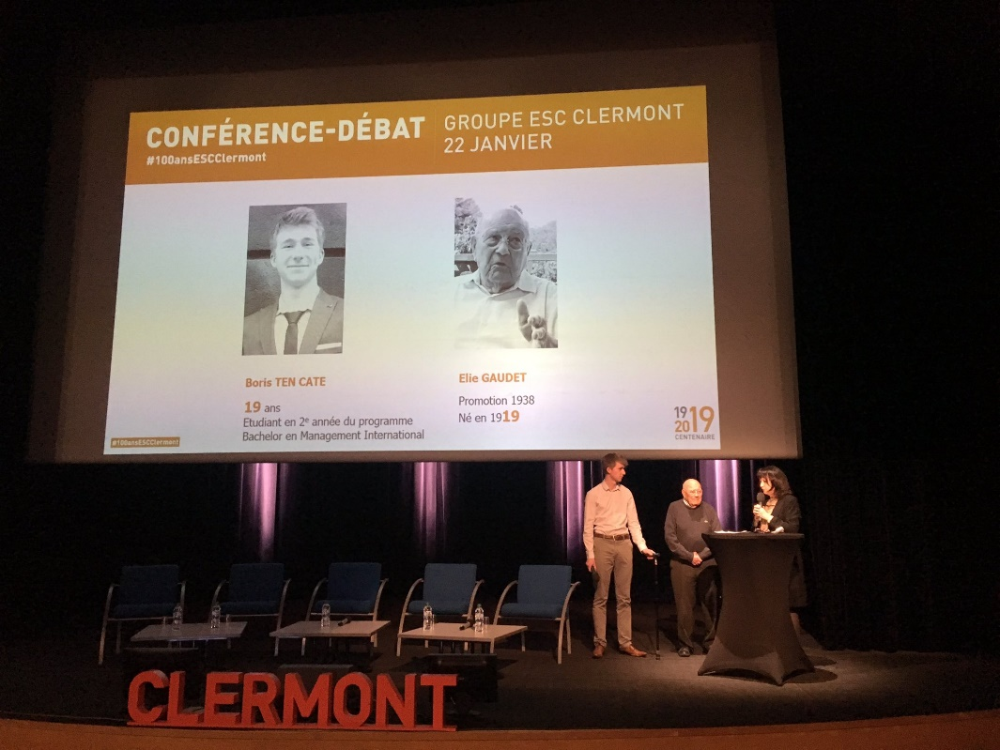 CONFÉRENCE-DÉBAT
#100ansESCClermont
GROUPE ESC CLERMONT
22 JANVIER
Boris TEN CATE
19 ans
Etudiant en 2e année du programme
Bachelor en Management International
Elie GAUDET
Promotion 1938
Né en 1919
#100ansESCClermont
1919
2019
CENTENAIRE
CLERMONT